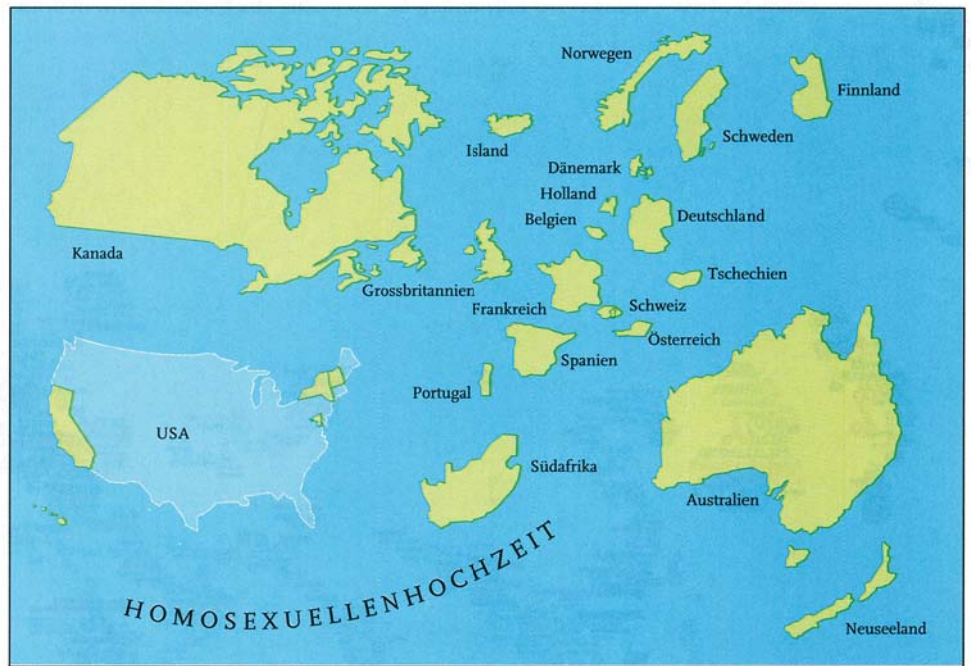 Norwegen
Finnland
Schweden
Island
Dänemark
Holland
Belgien
Deutschland
Kanada
Tschechien
Grossbritannien
Frankreich
Schweiz
Österreich
Spanien
Portugal
USA
Südafrika
Australien
HOMOSEXUELLENHOCHZEIT
Neuseeland